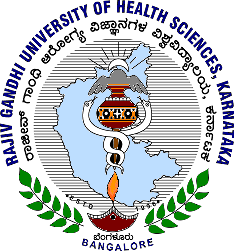 RAJIV GANDHI UNIVERSITY OF HEALTH SCIENCES, KARNATAKA
ರಾಜೀವ್ ಗಾಂಧಿ ಆರೋಗ್ಯ ವಿಜ್ಞಾನಗಳ ವಿಶ್ವವಿದ್ಯಾಲಯ, ಕರ್ನಾಟಕ
ಬೆಂಗಳೂರು
BANGALORE